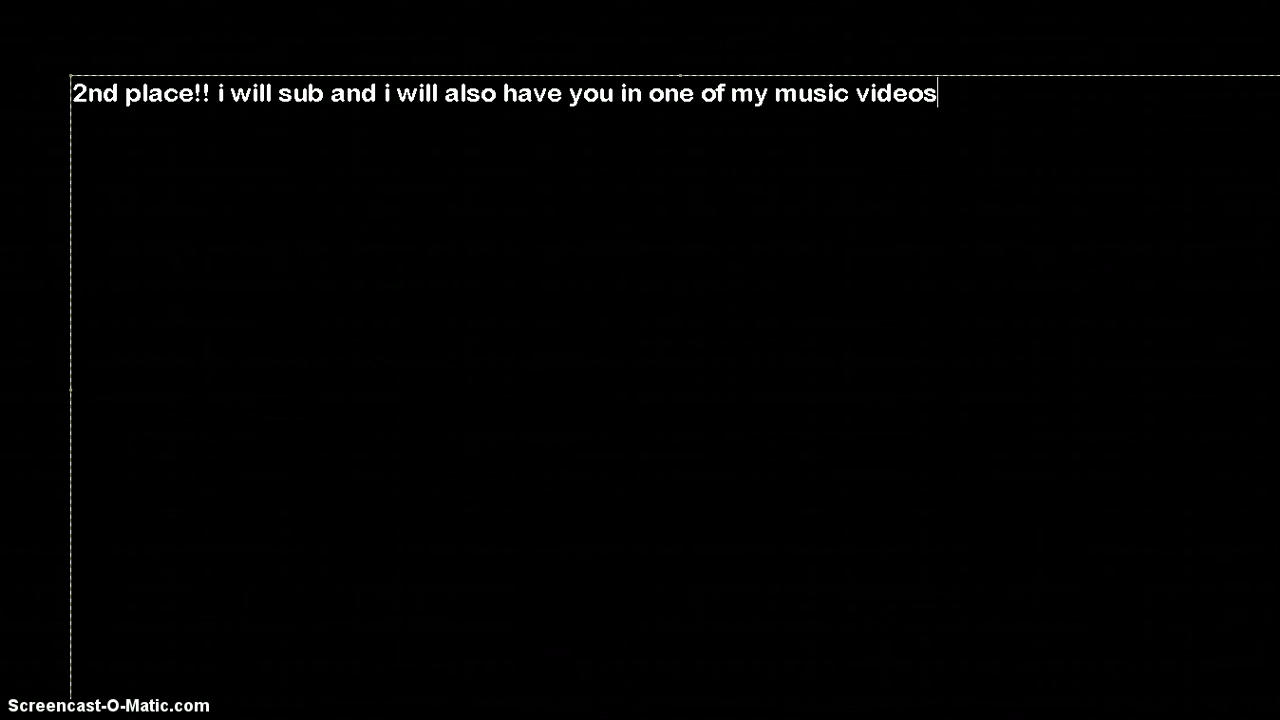 2nd place!! i will sub and i will also have you in one of my music videos
Screencast-O-Matic.com